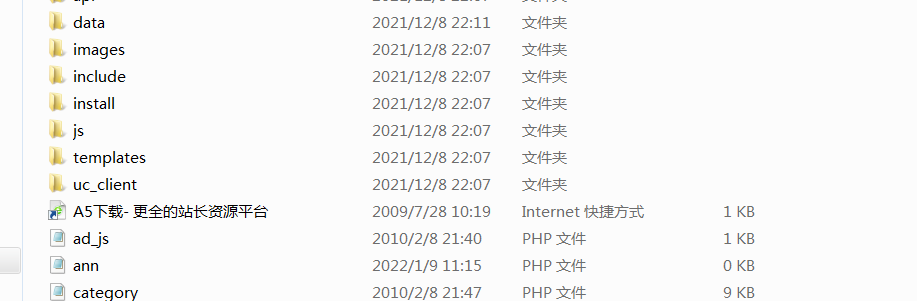 data 2021/12/8 22:11 文件夹
images 2021/12/8 22:07 文件夹
include 2021/12/8 22:07 文件夹
install 2021/12/8 22:07 文件夹
js 2021/12/8 22:07 文件夹
templates 2021/12/8 22:07 文件夹
uc_client 2021/12/8 22:07 文件夹
A5下载- 更全的站长资源平台 2009/7/28 10:19 Internet 快捷方式 1 KB
ad_js 2010/2/8 21:40 PHP 文件 1 KB
ann 2022/1/9 11:15 PHP 文件 0 KB
category 2010/2/8 21:47 PHP 文件 9 KB